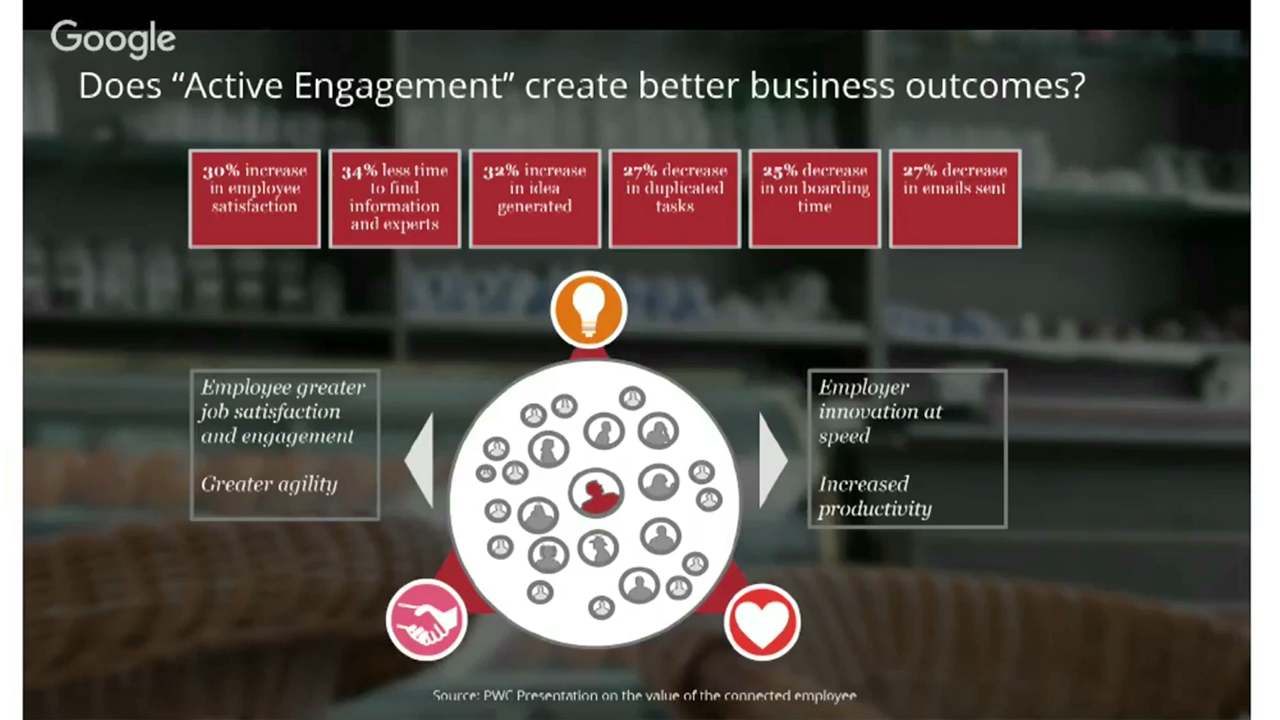 Google
Does “Active Engagement” create better business outcomes?
30% increase
in employee
satisfaction
34% less time
to find
information
and experts
32% increase
in idea
generated
27% decrease
in duplicated
tasks
25% decrease
in on boarding
time
27% decrease
in emails sent
Employee greater
job satisfaction
and engagement
Greater agility
Employer
innovation at
speed
Increased
productivity
Source: PWC Presentation on the value of the connected employee